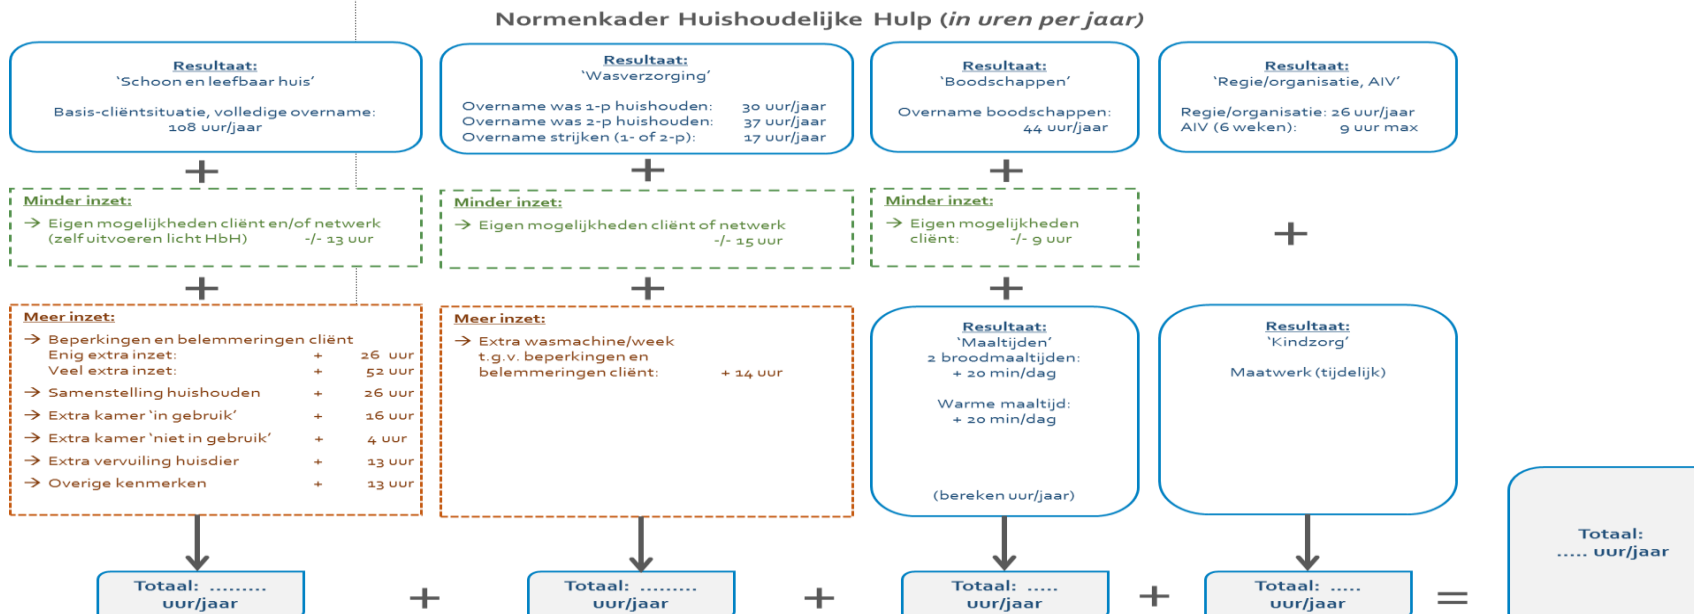 Normenkader Huishoudelijke Hulp (in uren per jaar)
Resultaat:
‘Schoon en leefbaar huis’
Basis-cliëntsituatie, volledige overname:
108 uur/jaar
Minder inzet:
→ Eigen mogelijkheden cliënt en/of netwerk
(zelf uitvoeren licht HbH) -/- 13 uur
Meer inzet:
→ Beperkingen en belemmeringen cliënt
Enig extra inzet: + 26 uur
Veel extra inzet: + 52 uur
→ Samenstelling huishouden + 26 uur
→ Extra kamer ‘in gebruik’ + 16 uur
→ Extra kamer ‘niet in gebruik’ + 4 uur
→ Extra vervuiling huisdier + 13 uur
→ Overige kenmerken + 13 uur
Totaal: .........
uur/jaar
+
Resultaat:
‘Wasverzorging’
Overname was 1-p huishouden: 30 uur/jaar
Overname was 2-p huishouden: 37 uur/jaar
Overname strijken (1- of 2-p): 17 uur/jaar
+
Minder inzet:
→ Eigen mogelijkheden cliënt of netwerk
-/- 15 uur
+
Meer inzet:
→ Extra wasmachine/week
t.g.v. beperkingen en
belemmeringen cliënt: + 14 uur
Totaal: .........
uur/jaar
+
Resultaat:
‘Boodschappen’
Overname boodschappen:
44 uur/jaar
+
Minder inzet:
→ Eigen mogelijkheden
cliënt: -/- 9 uur
+
Resultaat:
‘Maaltijden’
2 broodmaaltijden:
+ 20 min/dag
Warme maaltijd:
+ 20 min/dag
(bereken uur/jaar)
Totaal: .....
uur/jaar
+
Resultaat:
‘Regie/organisatie, AIV’
Regie/organisatie: 26 uur/jaar
AIV (6 weken): 9 uur max
+
Resultaat:
‘Kindzorg’
Maatwerk (tijdelijk)
Totaal: .....
uur/jaar
=
Totaal:
..... uur/jaar